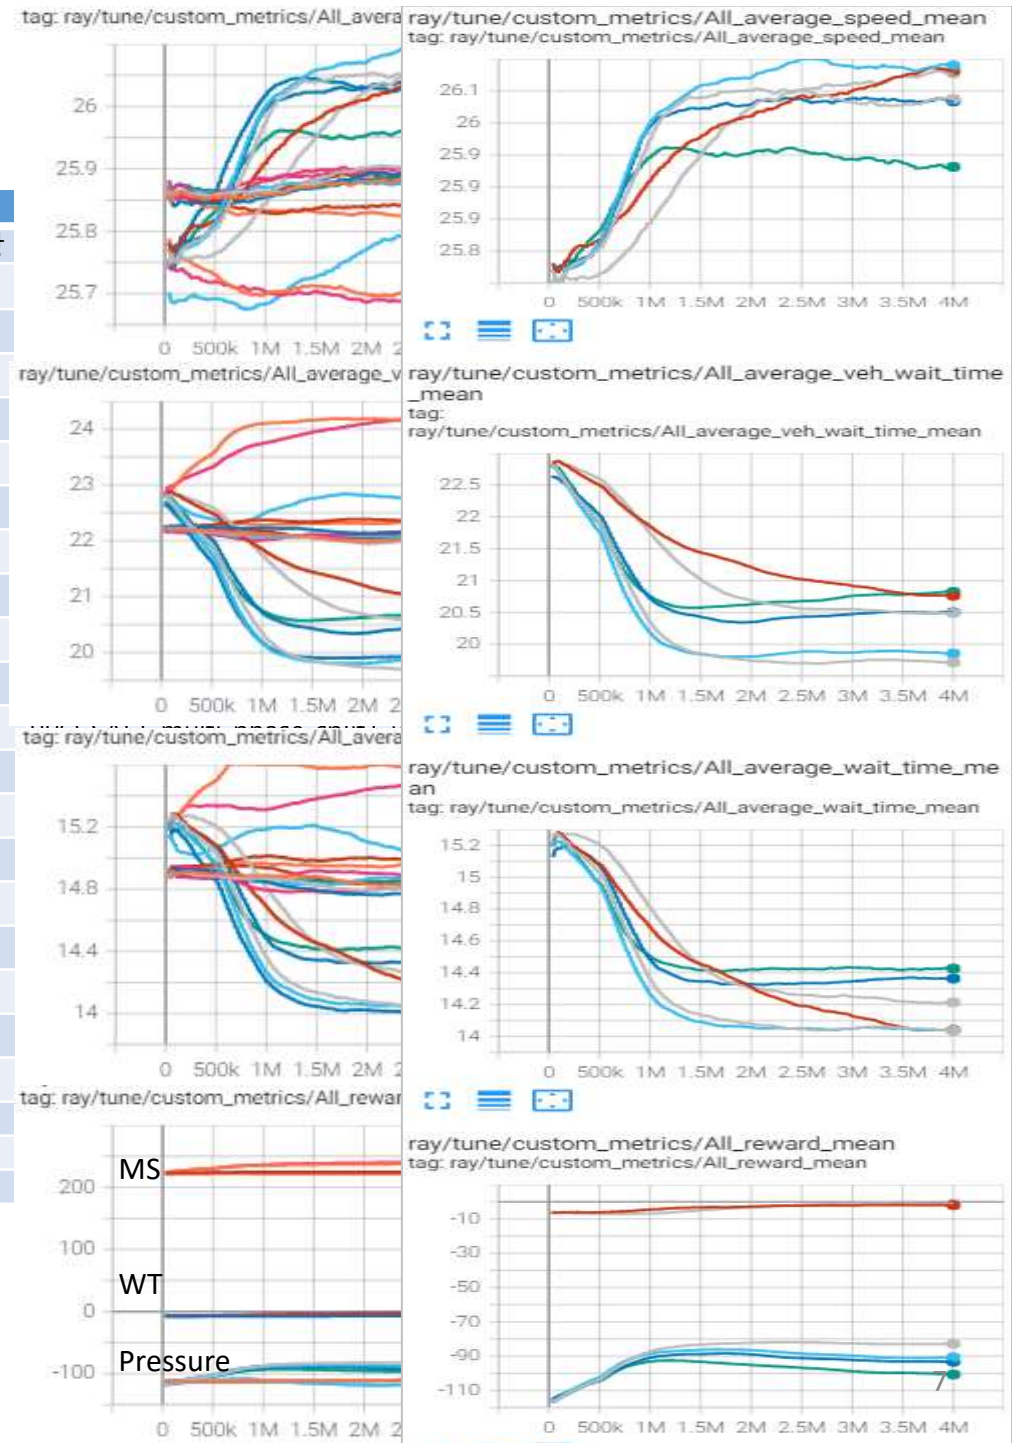 tag: ray/tune/custom_metrics/All_avera
26
25.9
25.8
25.7
0 500k 1M 1.5M 2M 2
ray/tune/custom_metrics/All_average_speed_mean
tag: ray/tune/custom_metrics/All_average_speed_mean
26.1
26
25.9
25.9
25.9
25.8
0 500k 1M 1.5M 2M 2.5M 3M 3.5M 4M
ray/tune/custom_metrics/All_average_v
24
23
22
21
20
0 500k 1M 1.5M 2M 2
ray/tune/custom_metrics/All_average_veh_wait_time
_mean
tag:
ray/tune/custom_metrics/All_average_veh_wait_time_mean
22.5
22
21.5
21
20.5
20
0 500k 1M 1.5M 2M 2.5M 3M 3.5M 4M
tag: ray/tune/custom_metrics/All_avera
15.2
14.8
14.4
14
0 500k 1M 1.5M 2M 2
ray/tune/custom_metrics/All_average_wait_time_me
an
tag: ray/tune/custom_metrics/All_average_wait_time_mean
15.2
15
14.8
14.6
14.4
14.2
14
0 500k 1M 1.5M 2M 2.5M 3M 3.5M 4M
tag: ray/tune/custom_metrics/All_rewar
MS
200
100
WT
0
Pressure
-100
0 500k 1M 1.5M 2M 2
ray/tune/custom_metrics/All_reward_mean
tag: ray/tune/custom_metrics/All_reward_mean
-10
-30
-50
-70
-90
-110
7
0 500k 1M 1.5M 2M 2.5M 3M 3.5M 4M